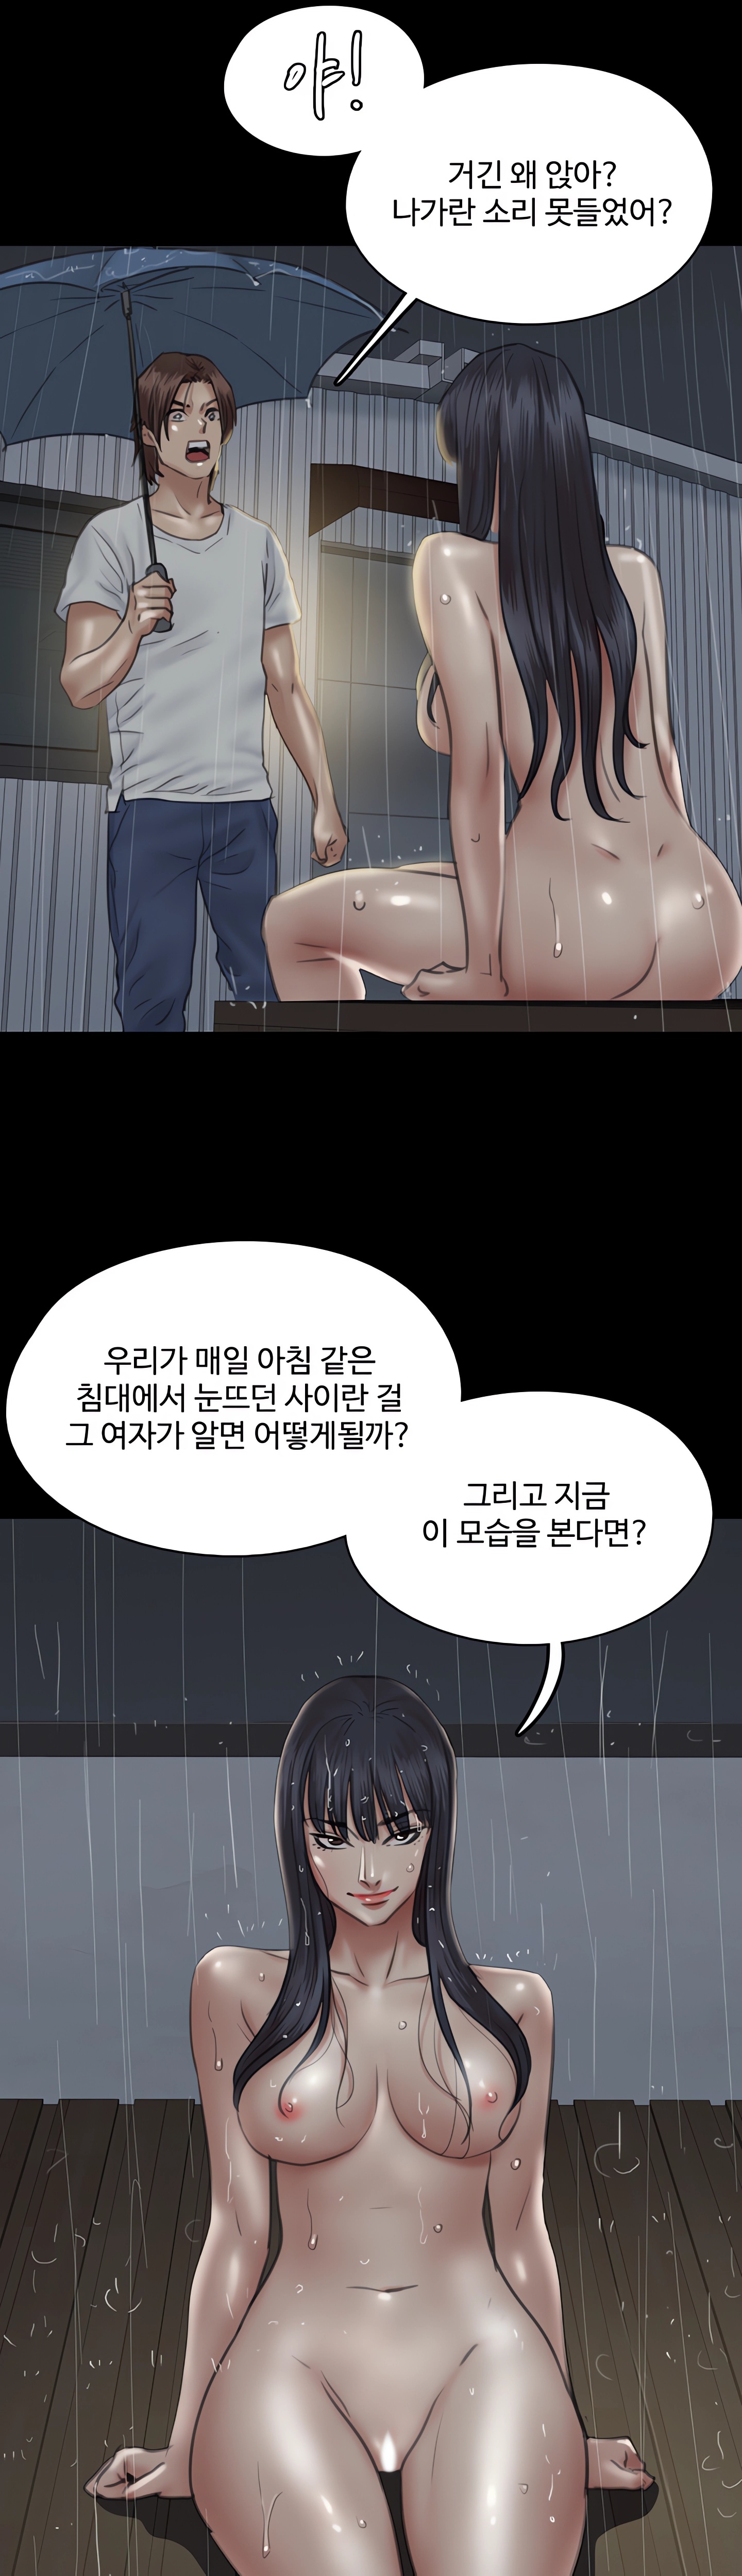 야!
거긴 왜 앉아?
나가란 소리 못들었어?
우리가 매일 아침 같은
침대에서 눈뜨던 사이란 걸
그 여자가 알면 어떻게될까?
그리고 지금
이 모습을 본다면?